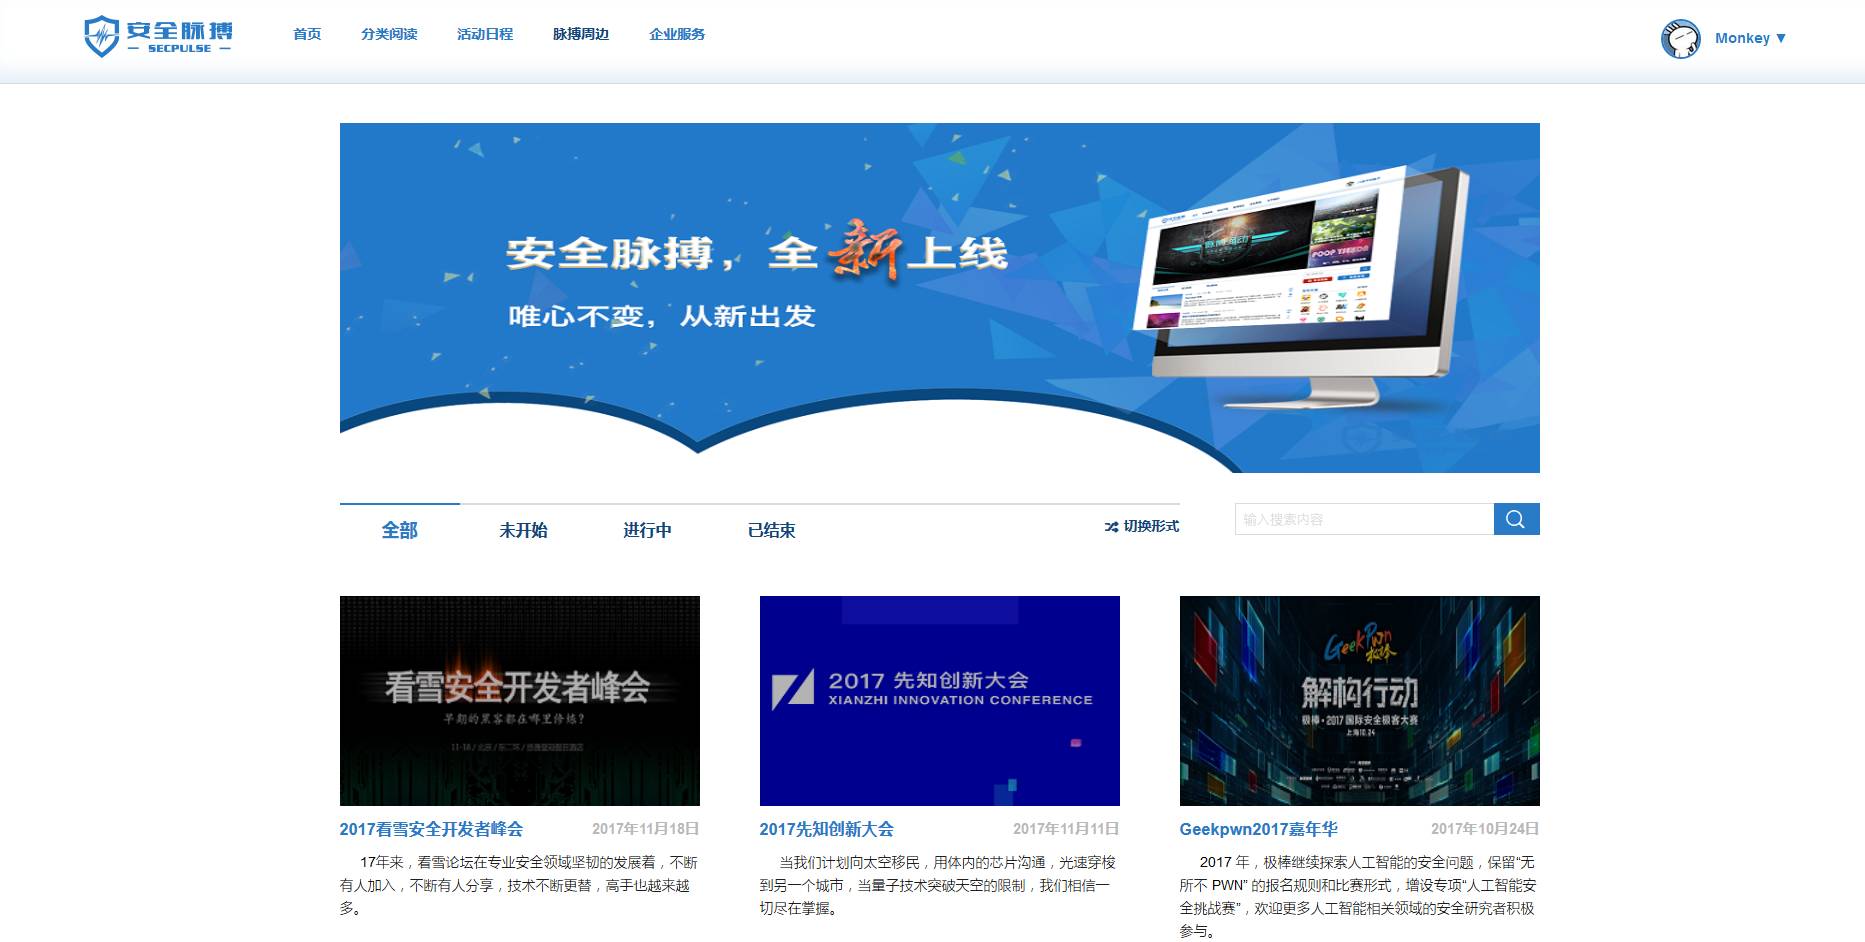 安全脉搏
SECPULSE
首页 分类阅读 活动日程 脉搏周边 企业服务
Monkey ▼
安全脉搏，全新上线
唯心不变，从新出发
全部 未开始 进行中 已结束 切换形式
输入搜索内容
看雪安全开发者峰会
早期的黑客都在哪里修炼？
2017 先知创新大会
XIANZHI INNOVATION CONFERENCE
GeekPwn
极棒
解构行动
极棒·2017国际安全极客大赛
上海10.24
2017看雪安全开发者峰会 2017年11月18日
17年来，看雪论坛在专业安全领域坚韧的发展着，不断
有人加入，不断有人分享，技术不断更替，高手也越来越
多。
2017先知创新大会 2017年11月11日
当我们计划向太空移民，用体内的芯片沟通，光速穿梭
到另一个城市，当量子技术突破天空的限制，我们相信一
切尽在掌握。
Geekpwn2017嘉年华 2017年10月24日
2017 年，极棒继续探索人工智能的安全问题，保留“无
所不 PWN” 的报名规则和比赛形式，增设专项“人工智能安
全挑战赛”，欢迎更多人工智能相关领域的安全研究者积极
参与。